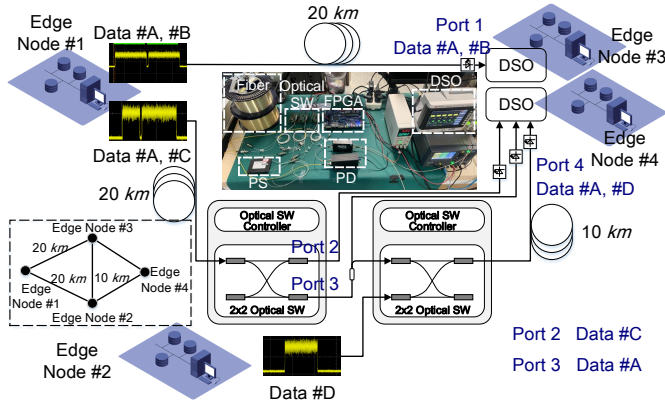 Edge
Node #1
Data #A, #B
20 km
Port 1
Data #A, #B
DSO
Edge
Node #3
Fiber
Optical
SW
FPGA
DSO
PS
PD
DSO
Edge
Node #4
Data #A, #C
20 km
Port 4
Data #A, #D
10 km
Optical SW
Controller
Port 2
Port 3
2x2 Optical SW
Optical SW
Controller
2x2 Optical SW
Edge Node #3
20 km
20 km
10 km
Edge
Node #1
Edge
Node #4
Edge Node #2
Edge
Node #2
Data #D
Port 2 Data #C
Port 3 Data #A